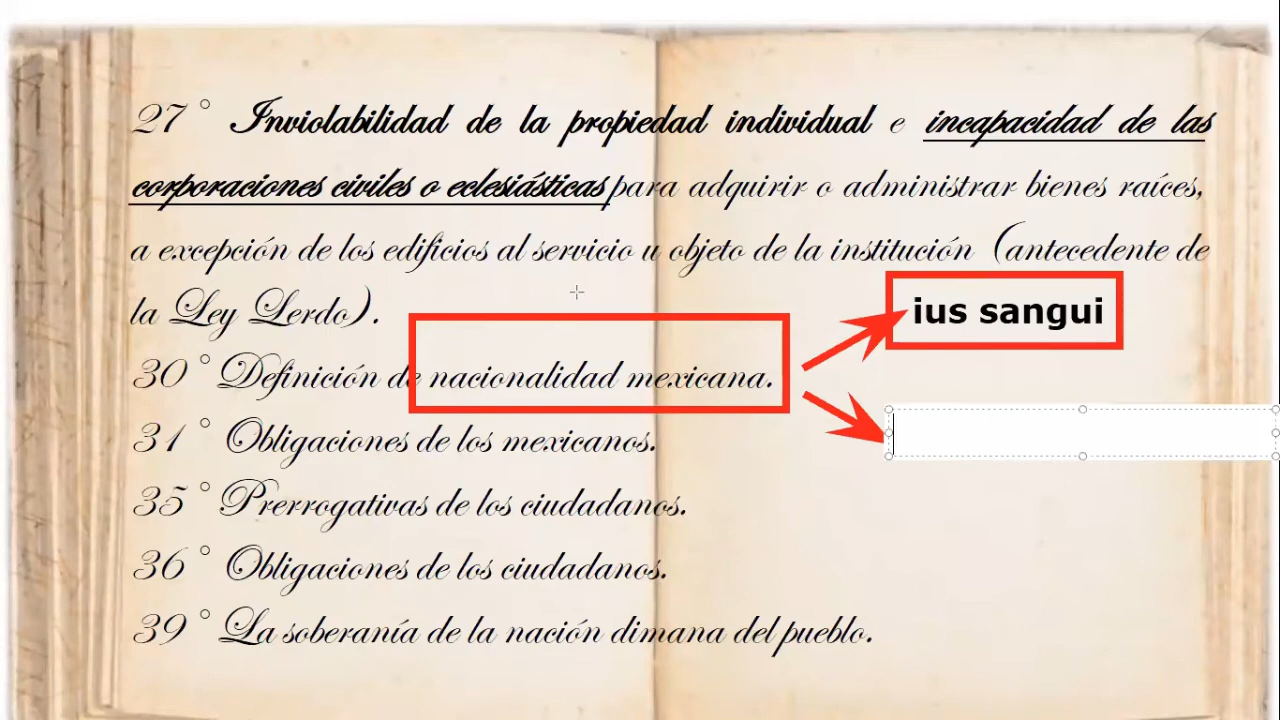 27° Inviolabilidad de la propiedad individual e incapacidad de las
corporaciones civiles o eclesiásticas para adquirir o administrar bienes raíces,
a excepción de los edificios al servicio u objeto de la institución (antecedente de
la Ley Lerdo).
ius sangui
30° Definición de nacionalidad mexicana.
31° Obligaciones de los mexicanos.
35° Prerrogativas de los ciudadanos.
36° Obligaciones de los ciudadanos.
39° La soberanía de la nación dimana del pueblo.